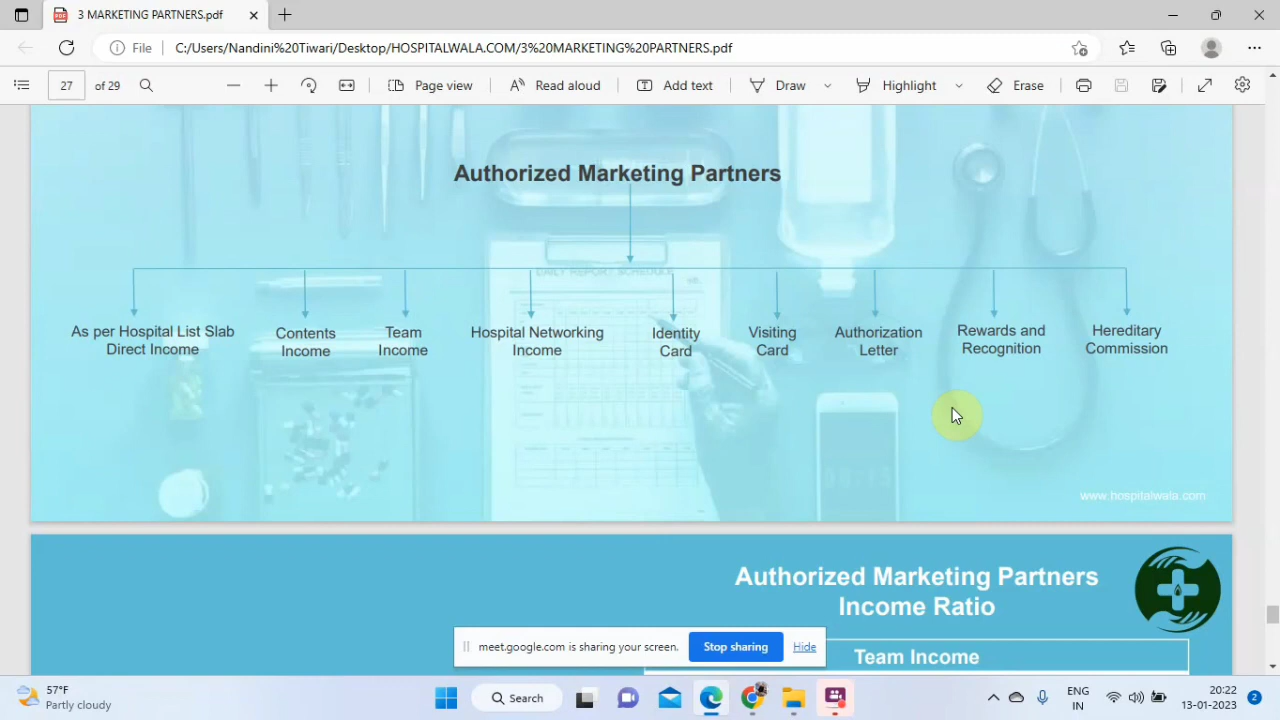 3 MARKETING PARTNERS.pdf
File
C:/Users/Nandini%20Tiwari/Desktop/HOSPITALWALA.COM/3%20MARKETING%20PARTNERS.pdf
27 of 29
Page view
Read aloud
Add text
Draw
Highlight
Erase
Authorized Marketing Partners
DAILY REPORT SCHEDULE
As per Hospital List Slab
Direct Income
Contents
Income
Team
Income
Hospital Networking
Income
Identity
Card
Visiting
Card
Authorization
Letter
Rewards and
Recognition
Hereditary
Commission
www.hospitalwala.com
Authorized Marketing Partners
Income Ratio
Team Income
meet.google.com is sharing your screen.
Stop sharing
Hide
57°F
Partly cloudy
Search
ENG
IN
20:22
13-01-2023
2